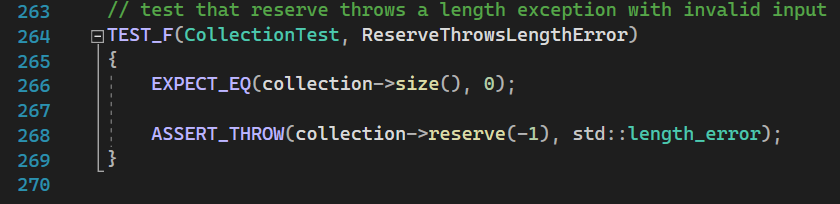 263 // test that reserve throws a length exception with invalid input
264 TEST_F(CollectionTest, ReserveThrowsLengthError)
265 {
266 EXPECT_EQ(collection->size(), 0);
267
268 ASSERT_THROW(collection->reserve(-1), std::length_error);
269 }
270